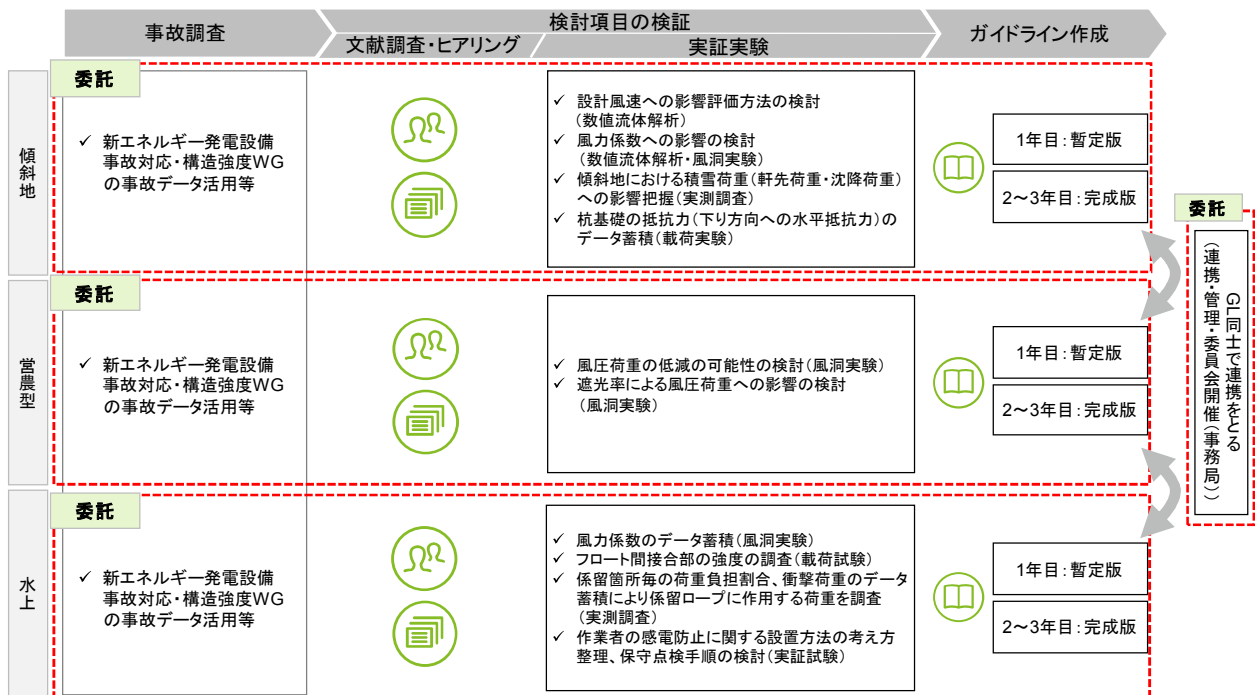 事故調査
検討項目の検証
文献調査・ヒアリング
実証実験
ガイドライン作成
傾斜地
委託
✓ 新エネルギー発電設備
事故対応・構造強度WG
の事故データ活用等
✓ 設計風速への影響評価方法の検討
(数値流体解析)
✓ 風力係数への影響の検討
(数値流体解析・風洞実験)
✓ 傾斜地における積雪荷重(軒先荷重・沈降荷重)
への影響把握(実測調査)
✓ 杭基礎の抵抗力(下り方向への水平抵抗力)の
データ蓄積(載荷実験)
1年目:暫定版
2～3年目:完成版
営農型
委託
✓ 新エネルギー発電設備
事故対応・構造強度WG
の事故データ活用等
✓ 風圧荷重の低減の可能性の検討(風洞実験)
✓ 遮光率による風圧荷重への影響の検討
(風洞実験)
1年目:暫定版
2～3年目:完成版
水上
委託
✓ 新エネルギー発電設備
事故対応・構造強度WG
の事故データ活用等
✓ 風力係数のデータ蓄積(風洞実験)
✓ フロート間接合部の強度の調査(載荷試験)
✓ 係留箇所毎の荷重負担割合、衝撃荷重のデータ
蓄積により係留ロープに作用する荷重を調査
(実測調査)
✓ 作業者の感電防止に関する設置方法の考え方
整理、保守点検手順の検討(実証試験)
1年目:暫定版
2～3年目:完成版
委託
GL同士で連携をとる
(連携・管理・委員会開催(事務局))